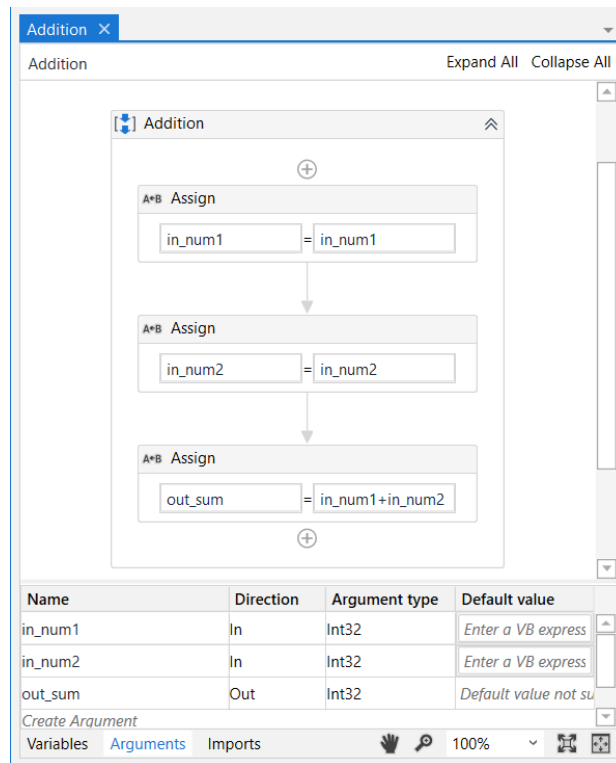 Addition
Addition Expand All Collapse All
Addition
A+B Assign
in_num1 = in_num1
A+B Assign
in_num2 = in_num2
A+B Assign
out_sum = in_num1+in_num2
Name Direction Argument type Default value
in_num1 In Int32 Enter a VB express
in_num2 In Int32 Enter a VB express
out_sum Out Int32 Default value not su
Create Argument
Variables Arguments Imports 100%